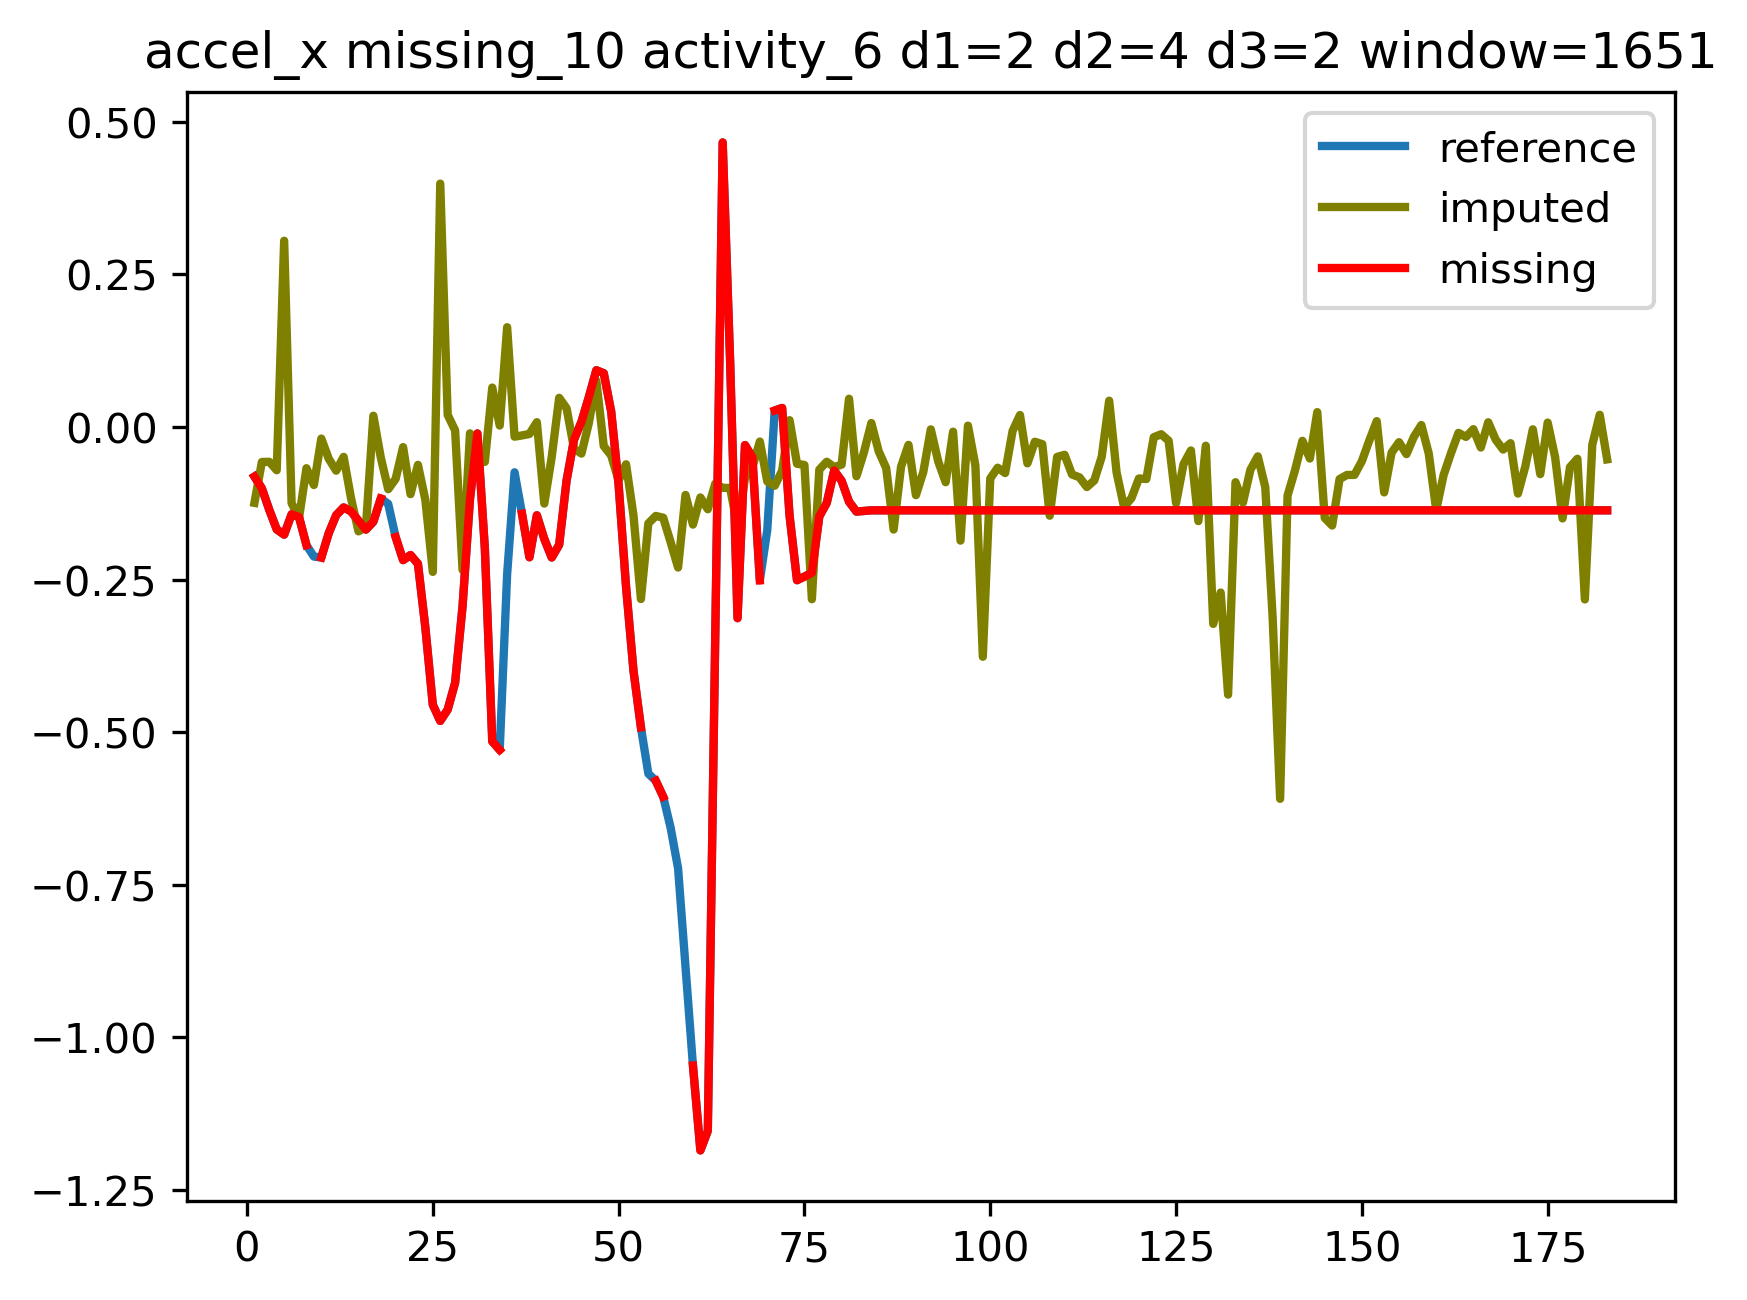 accel_x missing_10 activity_6 d1=2 d2=4 d3=2 window=1651
0.50
0.25
0.00
−0.25
−0.50
−0.75
−1.00
−1.25
reference
imputed
missing
0 25 50 75 100 125 150 175